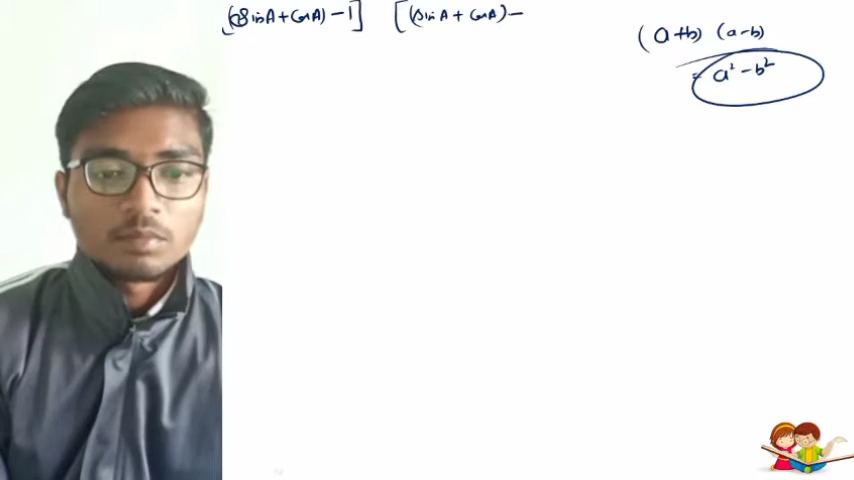 [(SinA + CosA) - 1] [(sinA + CosA) -
(a+b) (a-b)
= a² - b²